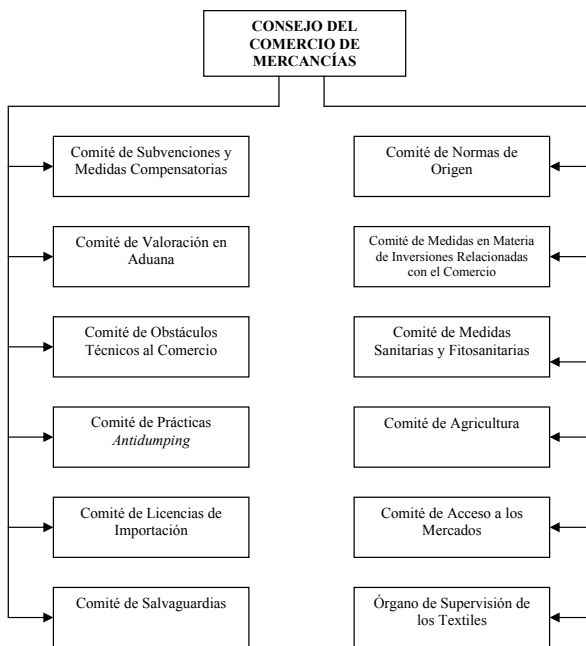 CONSEJO DEL
COMERCIO DE
MERCANCÍAS
Comité de Subvenciones y
Medidas Compensatorias
Comité de Normas de
Origen
Comité de Valoración en
Aduana
Comité de Medidas en Materia
de Inversiones Relacionadas
con el Comercio
Comité de Obstáculos
Técnicos al Comercio
Comité de Medidas
Sanitarias y Fitosanitarias
Comité de Prácticas
Antidumping
Comité de Agricultura
Comité de Licencias de
Importación
Comité de Acceso a los
Mercados
Comité de Salvaguardias
Órgano de Supervisión de
los Textiles